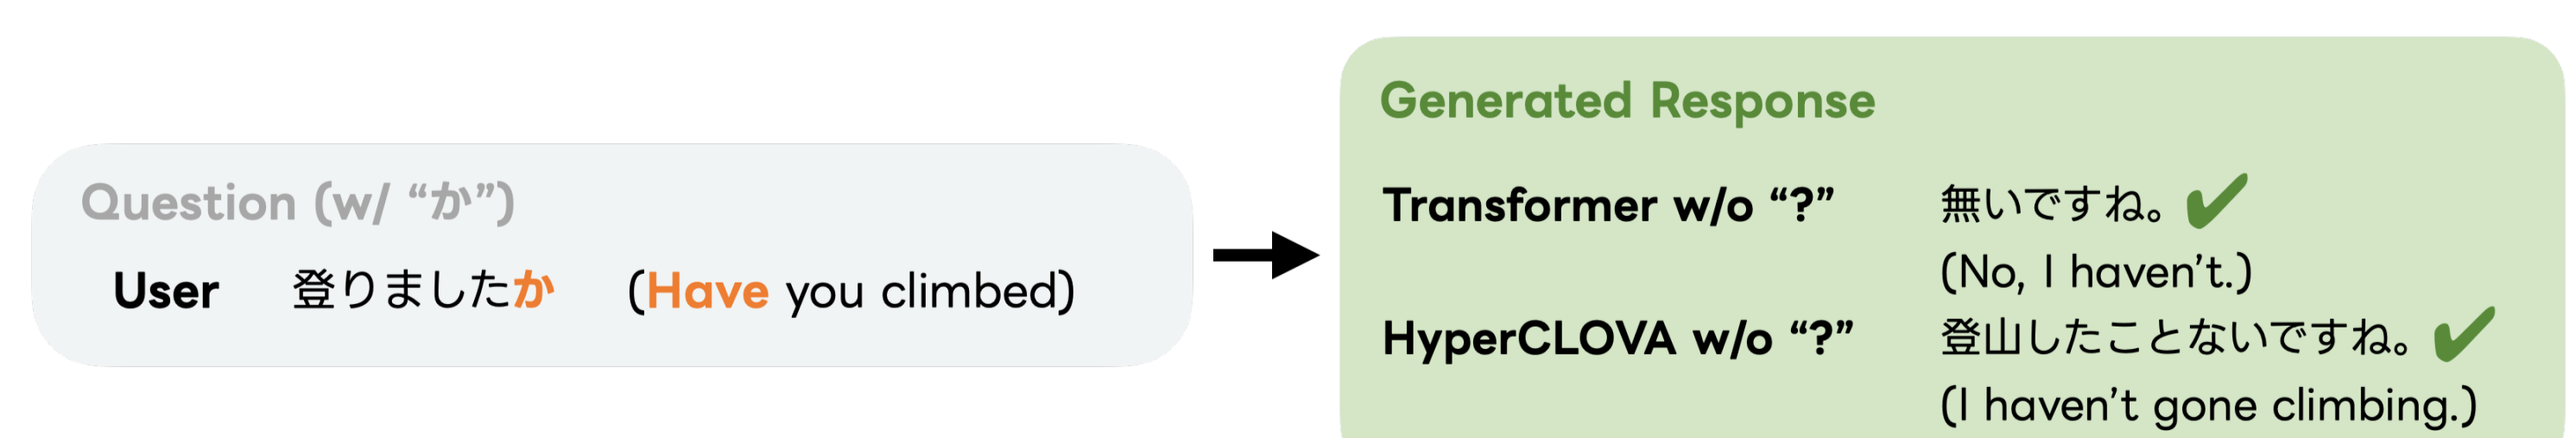 Question (w/ “か”)
User 登りましたか (Have you climbed)
Generated Response
Transformer w/o “?” 無いですね。
(No, I haven’t.)
HyperCLOVA w/o “?” 登山したことないですね。
(I haven’t gone climbing.)